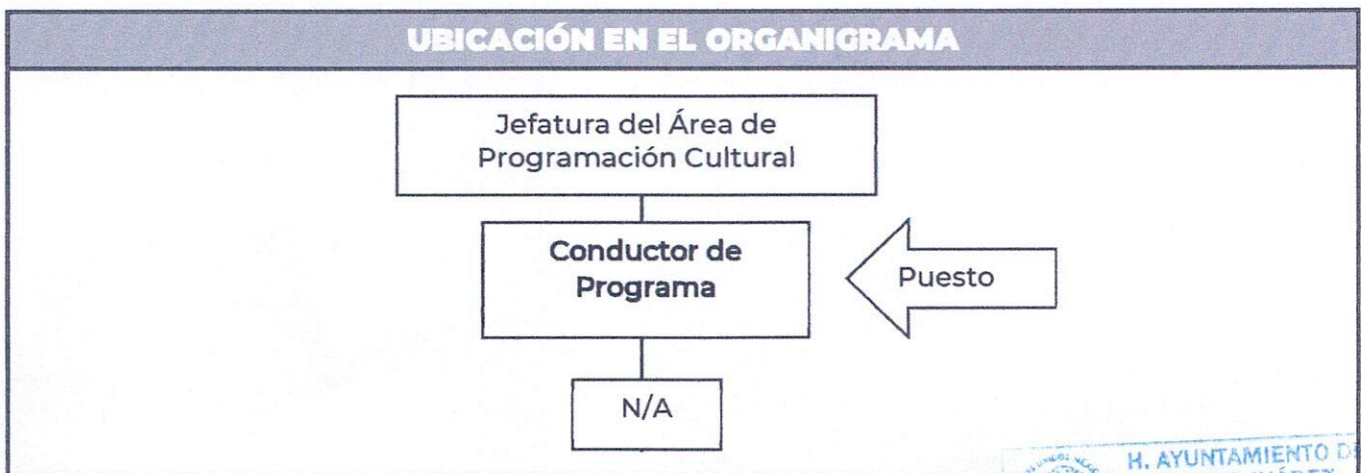 UBICACIÓN EN EL ORGANIGRAMA
Jefatura del Área de
Programación Cultural
Conductor de
Programa
Puesto
N/A
H. AYUNTAMIENTO D